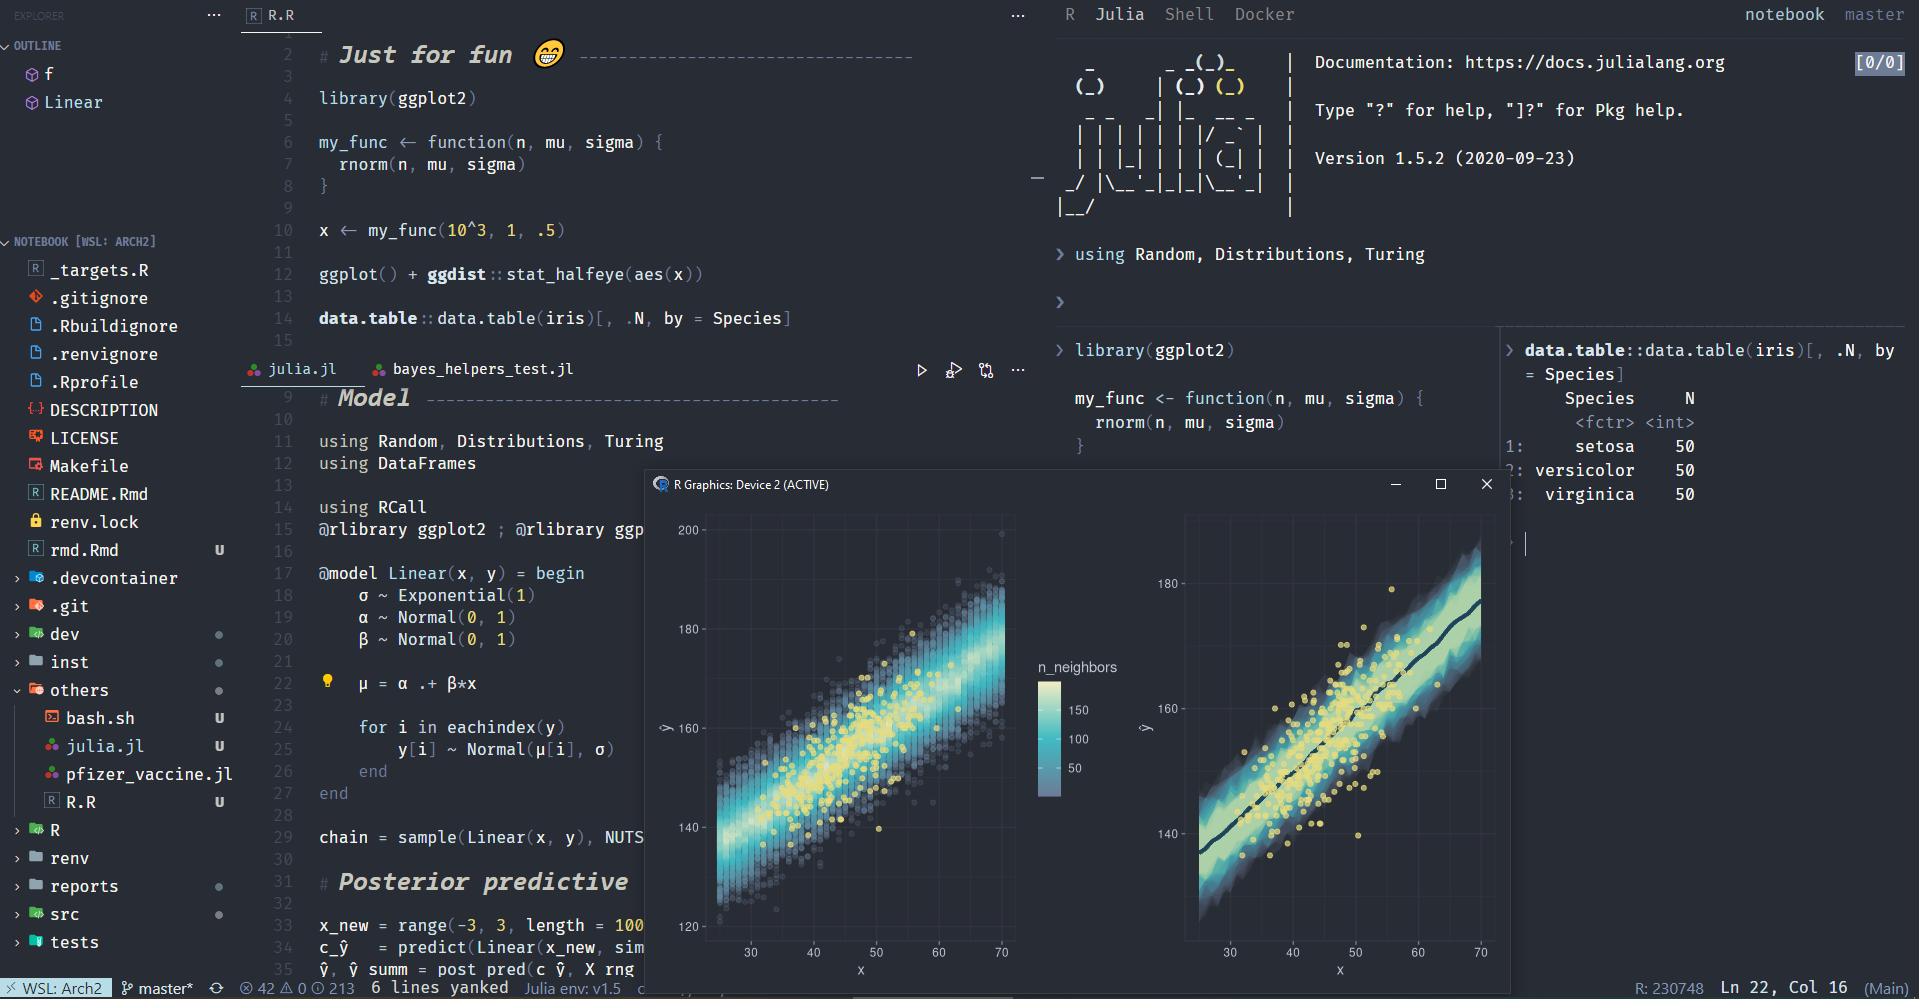 EXPLORER
OUTLINE
f
Linear
NOTEBOOK [WSL: ARCH2]
R _targets.R
.gitignore
.Rbuildignore
.renvignore
.Rprofile
DESCRIPTION
LICENSE
Makefile
R README.Rmd
renv.lock
R rmd.Rmd U
.devcontainer
.git
dev
inst
others
bash.sh U
julia.jl U
pfizer_vaccine.jl
R R.R U
R
renv
reports
src
tests
R R.R
1
2 # Just for fun 😁 ----------------------------------
3
4 library(ggplot2)
5
6 my_func <- function(n, mu, sigma) {
7 rnorm(n, mu, sigma)
8 }
9
10 x <- my_func(10^3, 1, .5)
11
12 ggplot() + ggdist::stat_halfeye(aes(x))
13
14 data.table::data.table(iris)[, .N, by = Species]
15
julia.jl bayes_helpers_test.jl
9 # Model ------------------------------------------
10
11 using Random, Distributions, Turing
12 using DataFrames
13
14 using RCall
15 @rlibrary ggplot2 ; @rlibrary ggp
16
17 @model Linear(x, y) = begin
18 σ ~ Exponential(1)
19 α ~ Normal(0, 1)
20 β ~ Normal(0, 1)
21
22 μ = α .+ β*x
23
24 for i in eachindex(y)
25 y[i] ~ Normal(μ[i], σ)
26 end
27 end
28
29 chain = sample(Linear(x, y), NUTS
30
31 # Posterior predictive
32
33 x_new = range(-3, 3, length = 100
34 c_ŷ = predict(Linear(x_new, sim
35 ŷ, ŷ_summ = post_pred(c_ŷ, X_rng
R Julia Shell Docker
notebook master
[0/0]
julia
Documentation: https://docs.julialang.org
Type "?" for help, "]?" for Pkg help.
Version 1.5.2 (2020-09-23)
❯ using Random, Distributions, Turing
❯
❯ library(ggplot2)
my_func <- function(n, mu, sigma) {
rnorm(n, mu, sigma)
}
❯ data.table::data.table(iris)[, .N, by
= Species]
Species N
<fctr> <int>
1: setosa 50
2: versicolor 50
3: virginica 50
R Graphics: Device 2 (ACTIVE)
200
180
160
140
120
ŷ
30 40 50 60 70
x
n_neighbors
150
100
50
180
160
140
ŷ
30 40 50 60 70
x
WSL: Arch2 master* 42 0 213 6 lines yanked Julia env: v1.5
R: 230748 Ln 22, Col 16 (Main)